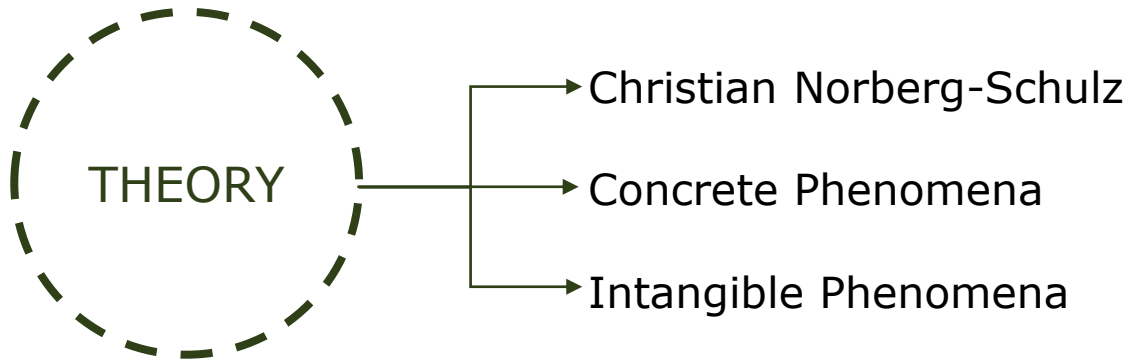 THEORY
Christian Norberg-Schulz
Concrete Phenomena
Intangible Phenomena